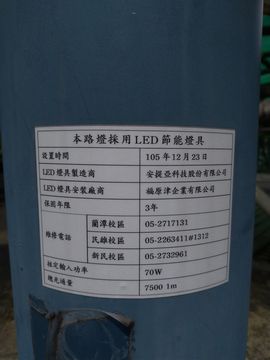 本路燈採用LED節能燈具
設置時間 105年12月23日
LED燈具製造商 安提亞科技股份有限公司
LED燈具安裝廠商 福原津企業有限公司
保固年限 3年
維修電話 蘭潭校區 05-2717131
民雄校區 05-2263411#1312
新民校區 05-2732961
額定輸入功率 70W
總光通量 7500 lm